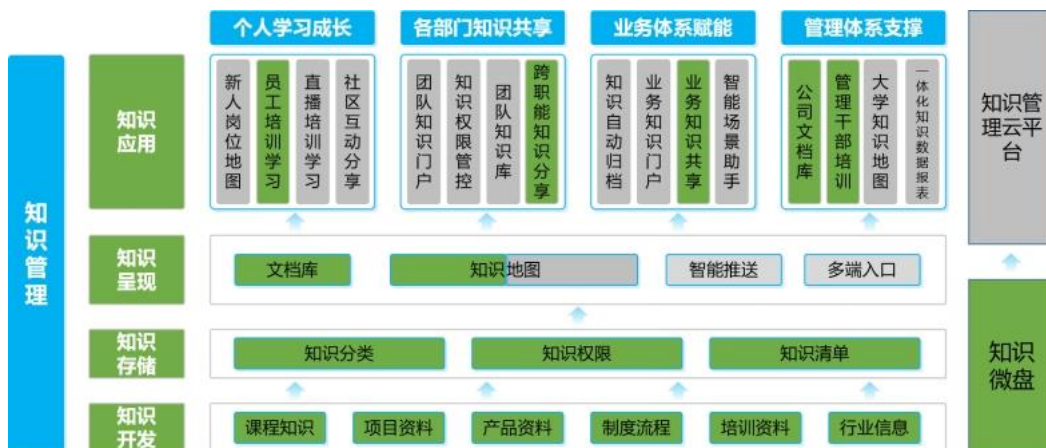 个人学习成长
各部门知识共享
业务体系赋能
管理体系支撑
知识管理
知识
应用
新人岗位地图
员工培训学习
直播培训学习
社区互动分享
团队知识门户
知识权限管控
团队知识库
跨职能知识分享
知识自动归档
业务知识门户
业务知识共享
智能场景助手
公司文档库
管理干部培训
大学知识地图
一体化知识数据报表
知识管
理云平
台
知识
呈现
文档库
知识地图
智能推送
多端入口
知识
存储
知识分类
知识权限
知识清单
知识
微盘
知识
开发
课程知识
项目资料
产品资料
制度流程
培训资料
行业信息